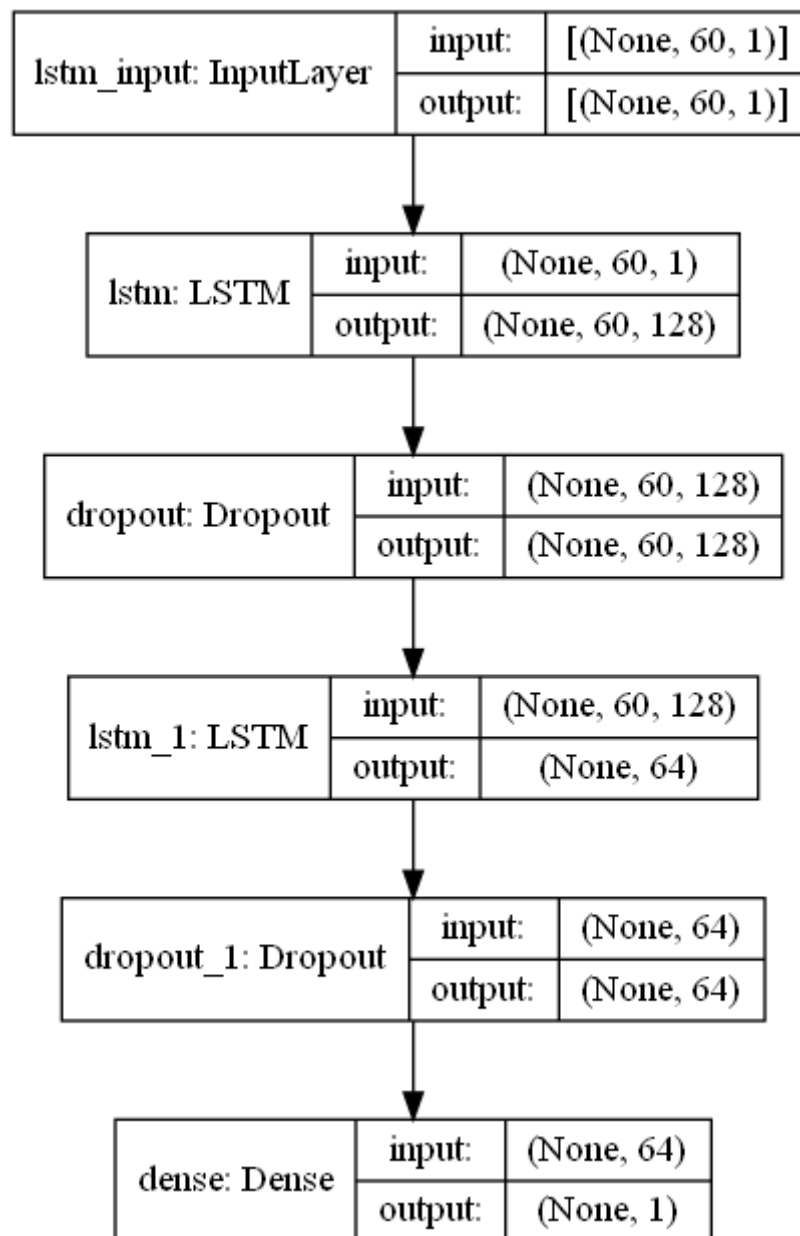 lstm_input: InputLayer
input: [(None, 60, 1)]
output: [(None, 60, 1)]
lstm: LSTM
input: (None, 60, 1)
output: (None, 60, 128)
dropout: Dropout
input: (None, 60, 128)
output: (None, 60, 128)
lstm_1: LSTM
input: (None, 60, 128)
output: (None, 64)
dropout_1: Dropout
input: (None, 64)
output: (None, 64)
dense: Dense
input: (None, 64)
output: (None, 1)